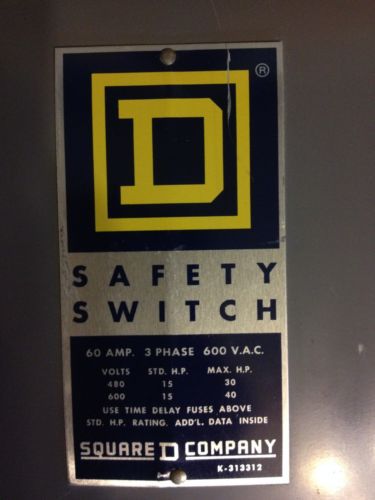 D ®
SAFETY
SWITCH
60 AMP. 3 PHASE 600 V.A.C.
VOLTS STD. H.P. MAX. H.P.
480 15 30
600 15 40
USE TIME DELAY FUSES ABOVE
STD. H.P. RATING. ADD'L. DATA INSIDE
SQUARE D COMPANY
K-313312